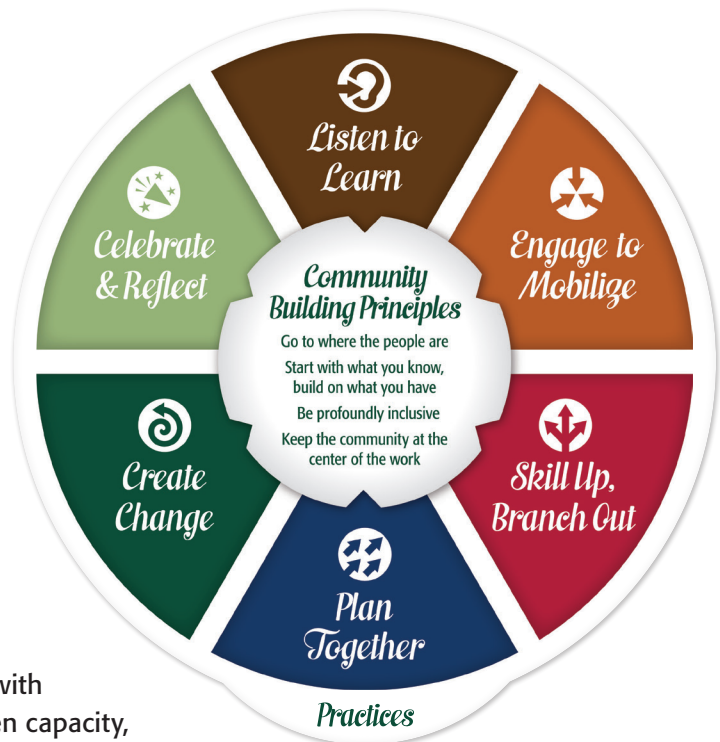 Listen to
Learn
Engage to
Mobilize
Skill Up,
Branch Out
Plan
Together
Create
Change
Celebrate
& Reflect
Community
Building Principles
Go to where the people are
Start with what you know,
build on what you have
Be profoundly inclusive
Keep the community at the
center of the work
Practices
with
en capacity,